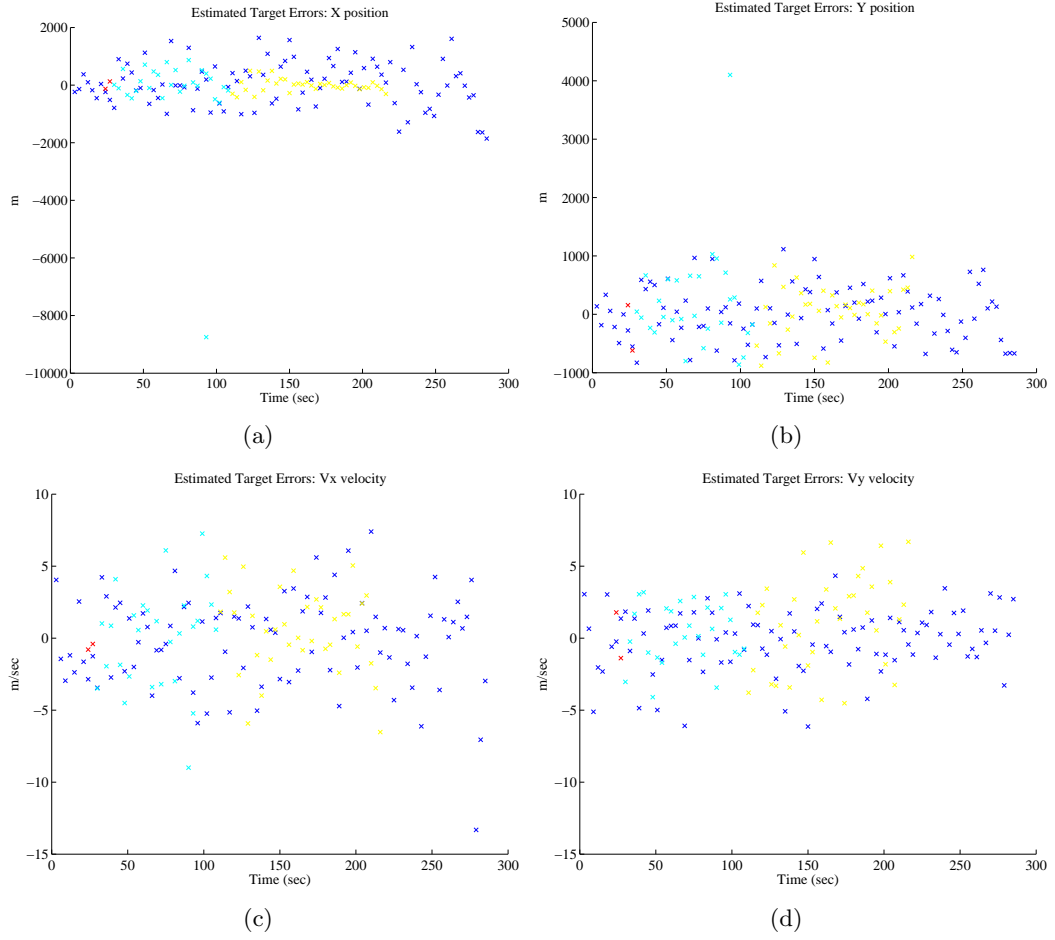 Estimated Target Errors: X position
2000
0
−2000
−4000
−6000
−8000
−10000
m
0 50 100 150 200 250 300
Time (sec)
(a)
Estimated Target Errors: Y position
5000
4000
3000
2000
1000
0
−1000
m
0 50 100 150 200 250 300
Time (sec)
(b)
Estimated Target Errors: Vx velocity
10
5
0
−5
−10
−15
m/sec
0 50 100 150 200 250 300
Time (sec)
(c)
Estimated Target Errors: Vy velocity
10
5
0
−5
−10
−15
m/sec
0 50 100 150 200 250 300
Time (sec)
(d)